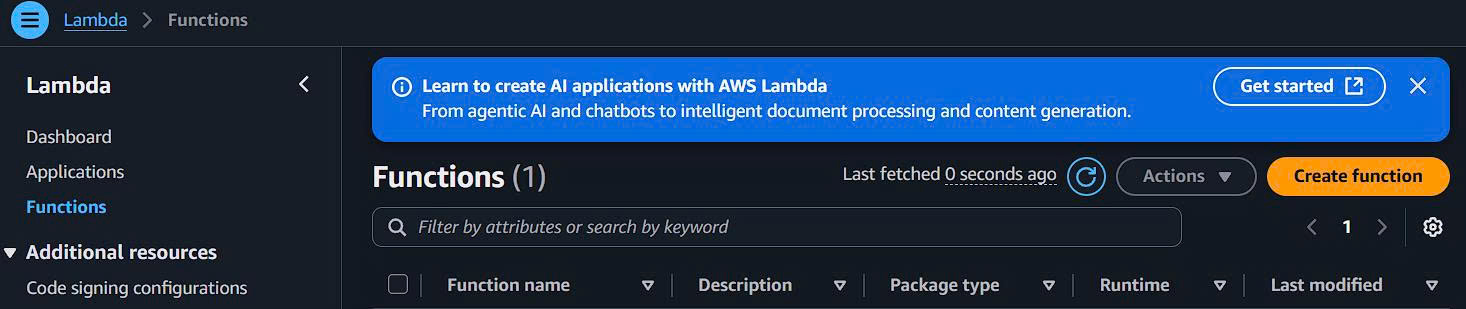 Lambda > Functions
Lambda
Dashboard
Applications
Functions
Additional resources
Code signing configurations
Learn to create AI applications with AWS Lambda
From agentic AI and chatbots to intelligent document processing and content generation.
Get started
Functions (1)
Last fetched 0 seconds ago
Actions
Create function
Filter by attributes or search by keyword
1
Function name Description Package type Runtime Last modified